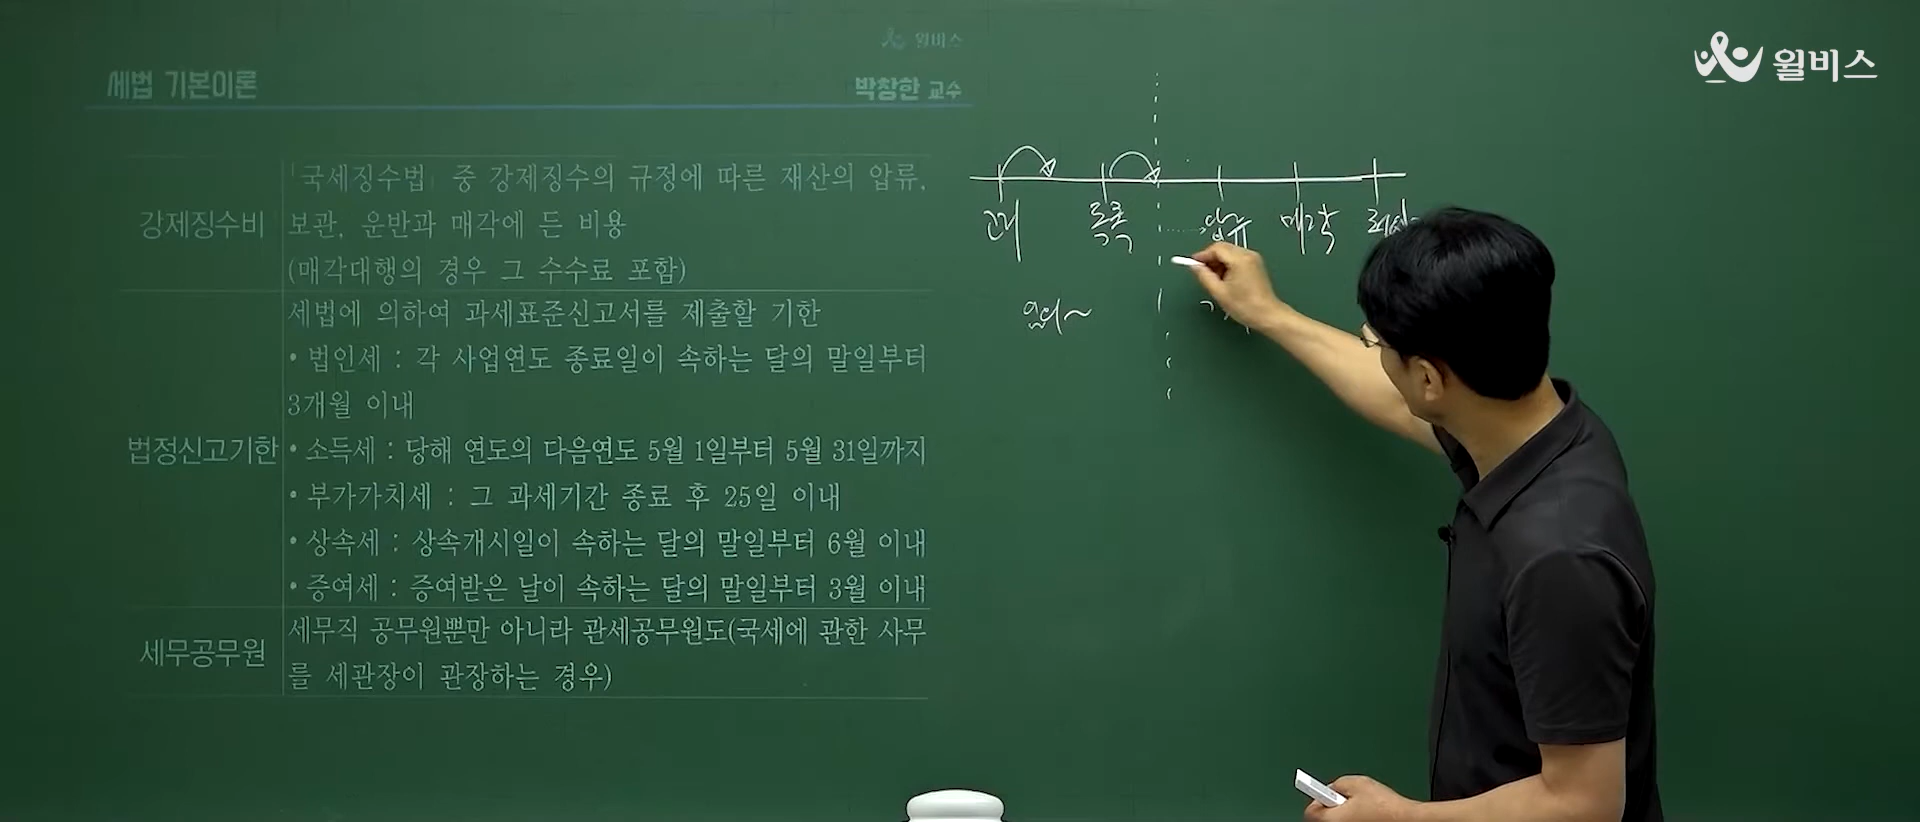 윌비스
윌비스
세법 기본이론
박창한 교수
강제징수비
「국세징수법」 중 강제징수의 규정에 따른 재산의 압류,
보관, 운반과 매각에 든 비용
(매각대행의 경우 그 수수료 포함)
법정신고기한
세법에 의하여 과세표준신고서를 제출할 기한
• 법인세 : 각 사업연도 종료일이 속하는 달의 말일부터
3개월 이내
• 소득세 : 당해 연도의 다음연도 5월 1일부터 5월 31일까지
• 부가가치세 : 그 과세기간 종료 후 25일 이내
• 상속세 : 상속개시일이 속하는 달의 말일부터 6월 이내
• 증여세 : 증여받은 날이 속하는 달의 말일부터 3월 이내
세무공무원
세무직 공무원뿐만 아니라 관세공무원도(국세에 관한 사무
를 세관장이 관장하는 경우)
고지 독촉 압류 매각